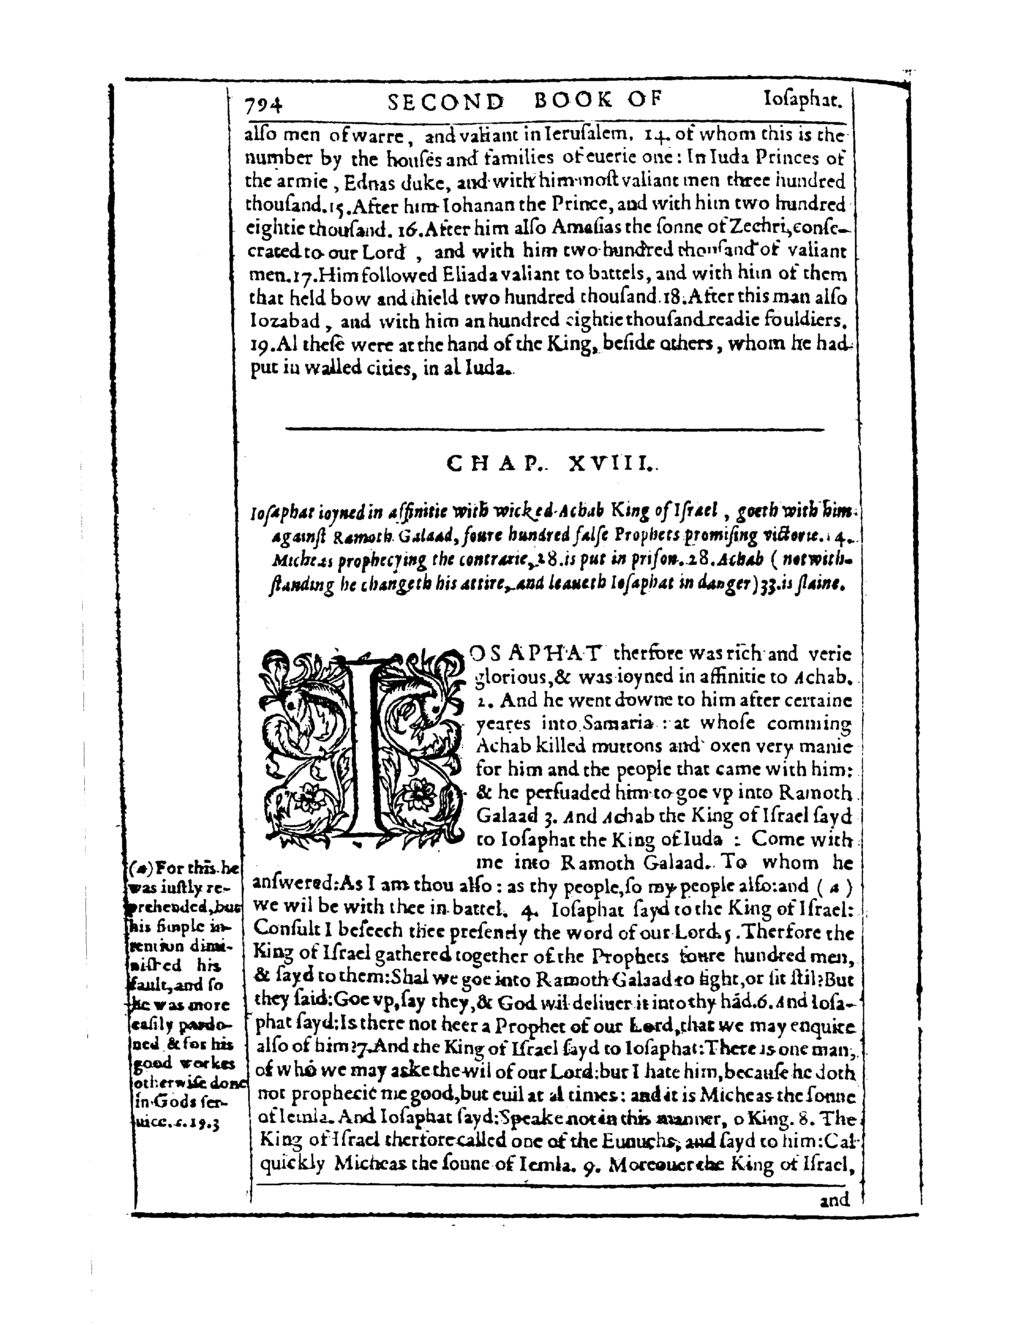 794 SECOND BOOK OF Ioſaphat.
alſo men of warre, and valiant in Ieruſalem. 14. of whom this is the
number by the houſes and families of euerie one: In Iuda Princes of
the armie, Ednas duke, and with him moſt valiant men three hundred
thouſand. 15. After him Iohanan the Prince, and with him two hundred
eightie thouſand. 16. After him alſo Amaſias the ſonne of Zechri, conſe-
crated to our Lord, and with him two hundred thouſand of valiant
men. 17. Him followed Eliada valiant to battels, and with him of them
that held bow and ſhield two hundred thouſand. 18. After this man alſo
Iozabad, and with him an hundred eightie thouſand readie ſouldiers.
19. Al theſe were at the hand of the King, beſide others, whom he had
put in walled cities, in al Iuda.
CHAP. XVIII.
Ioſaphat ioyned in affinitie with wicked Achab King of Iſrael, goeth with him
againſt Ramoth Galaad, foure hundred falſe Prophets promiſing victorie. 14.
Micheas prophecying the contrarie, 28. is put in priſon. 28. Achab (notwith-
ſtanding he changeth his attire, and leaueth Ioſaphat in danger) 33. is ſlaine.
IOSAPHAT therfore was rich and verie
glorious, & was ioyned in affinitie to Achab.
2. And he went downe to him after certaine
yeares into Samaria: at whoſe comming
Achab killed muttons and oxen very manie
for him and the people that came with him:
& he perſuaded him to goe vp into Ramoth
Galaad 3. And Achab the King of Iſrael ſayd
to Ioſaphat the King of Iuda: Come with
me into Ramoth Galaad. To whom he
anſwered: As I am thou alſo: as thy people, ſo my people alſo: and (a)
we wil be with thee in battel. 4. Ioſaphat ſayd to the King of Iſrael:
Conſult I beſeech thee preſently the word of our Lord. 5. Therfore the
King of Iſrael gathered together of the Prophets foure hundred men,
& ſayd to them: Shal we goe into Ramoth Galaad to fight, or ſit ſtil? But
they ſaid: Goe vp, ſay they, & God wil deliuer it into thy hãd. 6. And Ioſa-
phat ſayd: Is there not heer a Prophet of our Lord, that we may enquire
alſo of him? 7. And the King of Iſrael ſayd to Ioſaphat: There is one man,
of whõ we may aske the wil of our Lord: but I hate him, becauſe he doth
not prophecie me good, but euil at al times: and it is Micheas the ſonne
of Iemla. And Ioſaphat ſayd: Speake not in this manner, o King. 8. The
King of Iſrael therfore called one of the Eunuchs, and ſayd to him: Cal
quickly Micheas the ſonne of Iemla. 9. Moreouer the King of Iſrael,
and
(a) For this he
was iuſtly re-
prehended, but
his ſimple in-
tention dimi-
niſhed his
fault, and ſo
he was more
eaſily pardo-
ned & for his
good workes
otherwiſe done
in Gods ſer-
uice. c. 19. 3